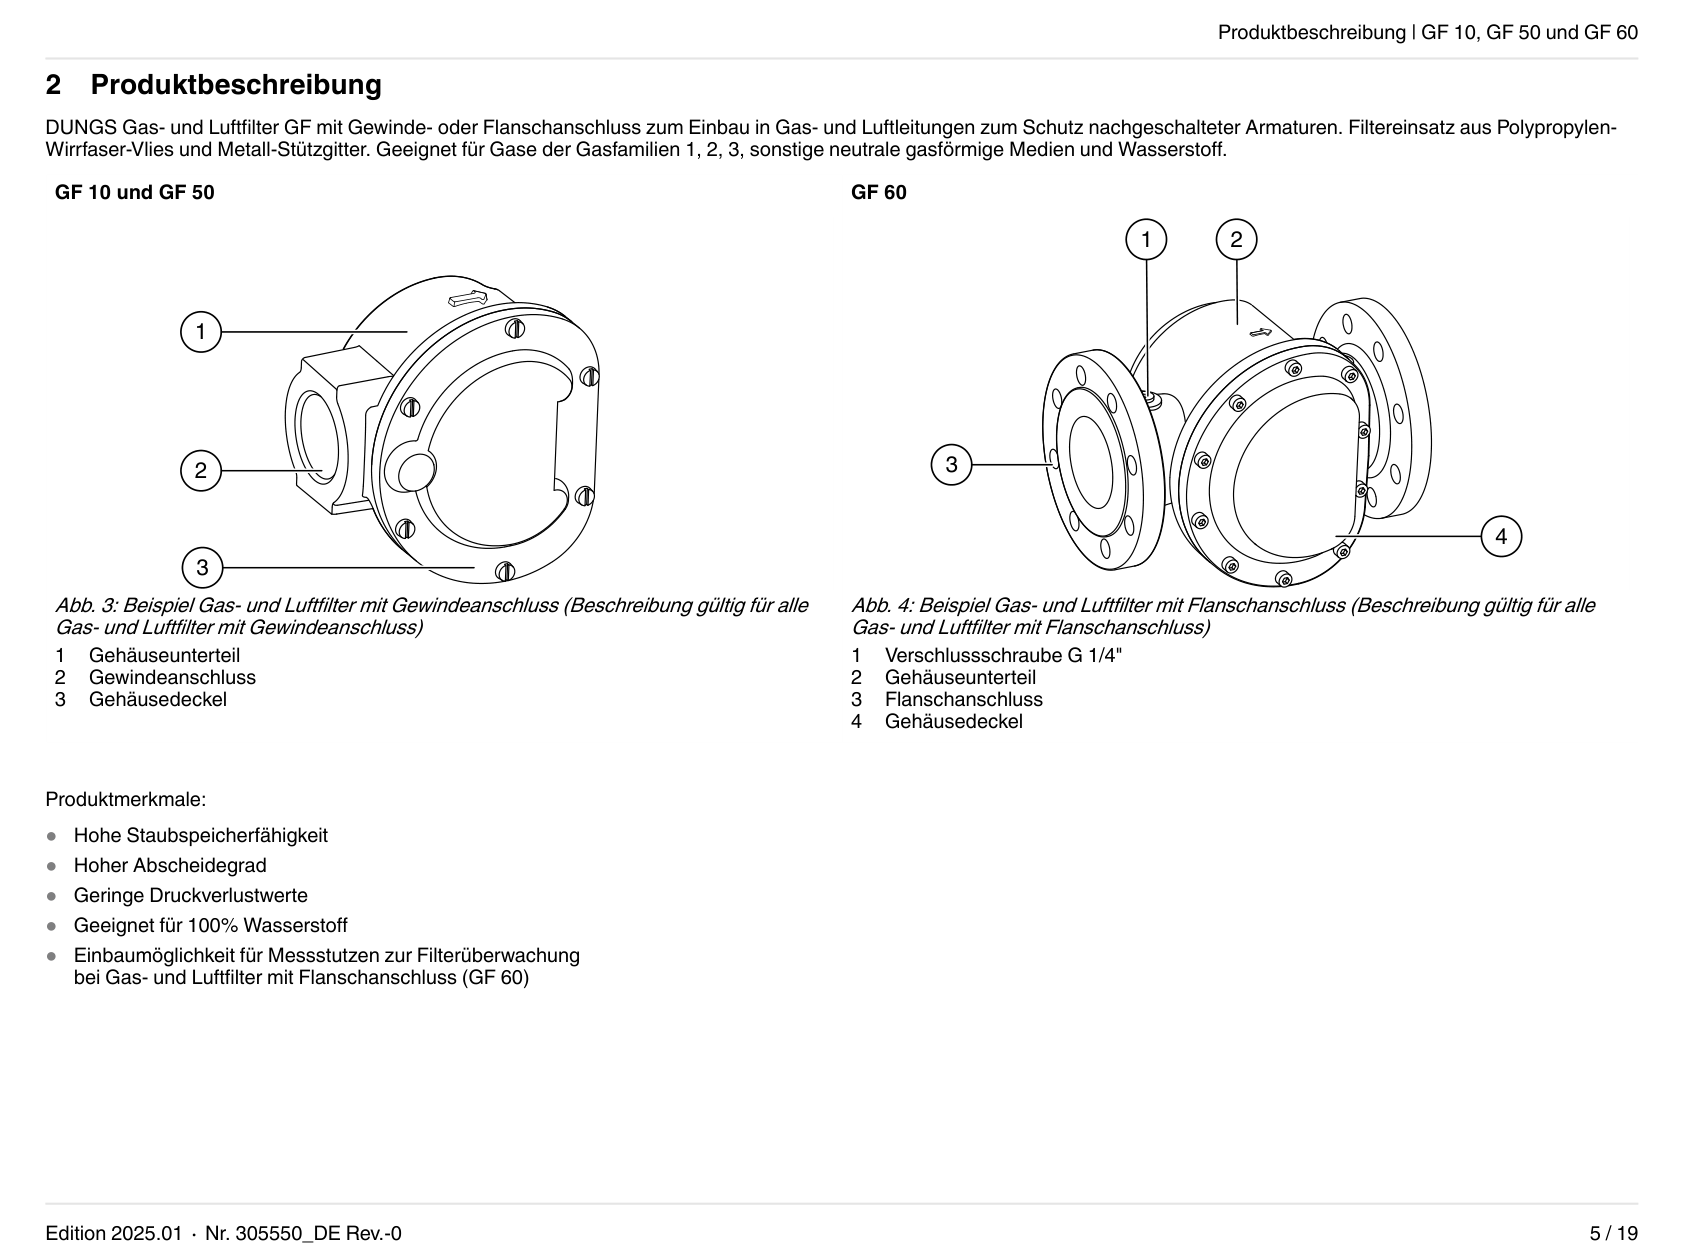 Produktbeschreibung | GF 10, GF 50 und GF 60
2 Produktbeschreibung
DUNGS Gas- und Luftfilter GF mit Gewinde- oder Flanschanschluss zum Einbau in Gas- und Luftleitungen zum Schutz nachgeschalteter Armaturen. Filtereinsatz aus Polypropylen-
Wirrfaser-Vlies und Metall-Stützgitter. Geeignet für Gase der Gasfamilien 1, 2, 3, sonstige neutrale gasförmige Medien und Wasserstoff.
GF 10 und GF 50
1
2
3
Abb. 3: Beispiel Gas- und Luftfilter mit Gewindeanschluss (Beschreibung gültig für alle
Gas- und Luftfilter mit Gewindeanschluss)
1 Gehäuseunterteil
2 Gewindeanschluss
3 Gehäusedeckel
GF 60
1
2
3
4
Abb. 4: Beispiel Gas- und Luftfilter mit Flanschanschluss (Beschreibung gültig für alle
Gas- und Luftfilter mit Flanschanschluss)
1 Verschlussschraube G 1/4"
2 Gehäuseunterteil
3 Flanschanschluss
4 Gehäusedeckel
Produktmerkmale:
● Hohe Staubspeicherfähigkeit
● Hoher Abscheidegrad
● Geringe Druckverlustwerte
● Geeignet für 100% Wasserstoff
● Einbaumöglichkeit für Messstutzen zur Filterüberwachung
bei Gas- und Luftfilter mit Flanschanschluss (GF 60)
Edition 2025.01 · Nr. 305550_DE Rev.-0
5 / 19